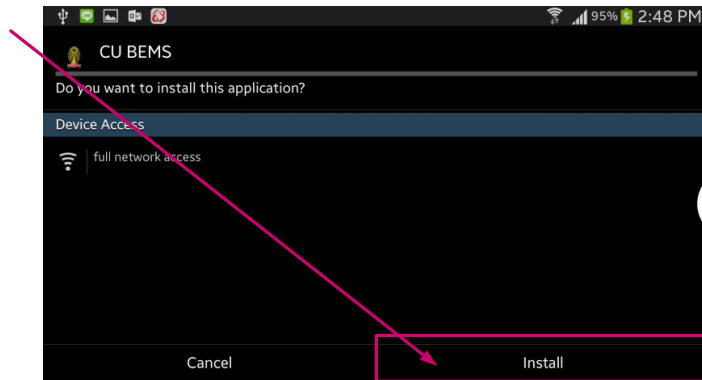 95% 2:48 PM
CU BEMS
Do you want to install this application?
Device Access
full network access
Cancel Install